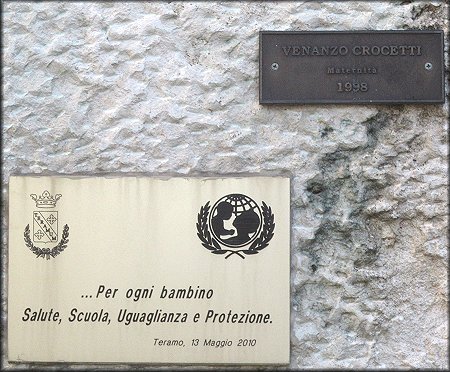 VENANZO CROCETTI
Maternità
1998
...Per ogni bambino
Salute, Scuola, Uguaglianza e Protezione.
Teramo, 13 Maggio 2010